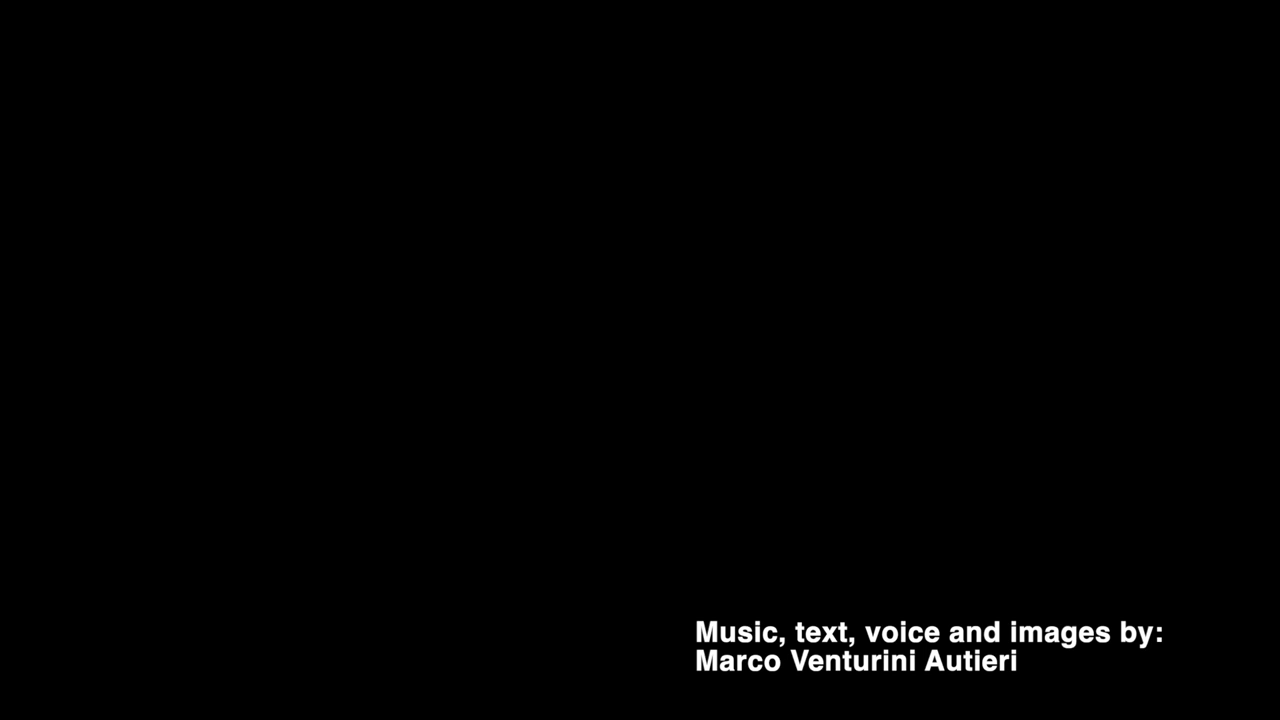 Music, text, voice and images by:
Marco Venturini Autieri